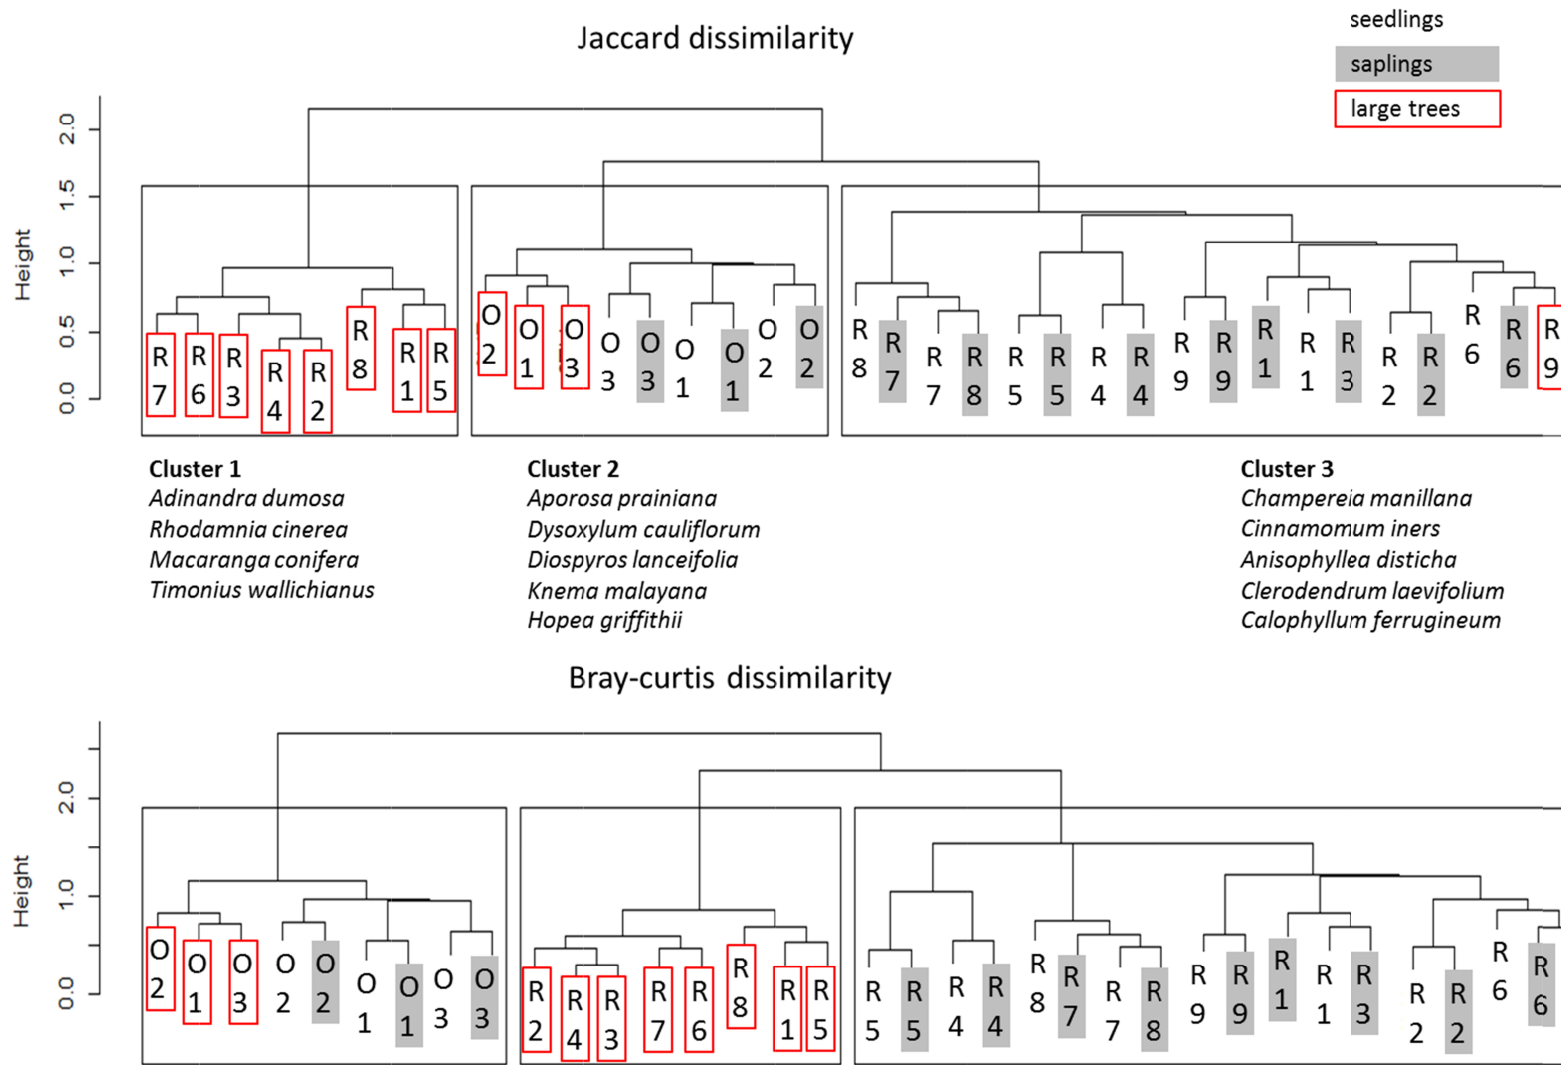 Jaccard dissimilarity
seedlings
saplings
large trees
Height
2.0
1.5
1.0
0.5
0.0
R 7
R 6
R 3
R 4
R 2
R 8
R 1
R 5
O 2
O 1
O 3
O 3
O 3
O 1
O 1
O 2
O 2
R 8
R 7
R 7
R 8
R 5
R 5
R 4
R 4
R 9
R 9
R 1
R 1
R 3
R 2
R 2
R 6
R 6
R 9
Cluster 1
Adinandra dumosa
Rhodamnia cinerea
Macaranga conifera
Timonius wallichianus
Cluster 2
Aporosa prainiana
Dysoxylum cauliflorum
Diospyros lanceifolia
Knema malayana
Hopea griffithii
Cluster 3
Champereia manillana
Cinnamomum iners
Anisophyllea disticha
Clerodendrum laevifolium
Calophyllum ferrugineum
Bray-curtis dissimilarity
Height
2.0
1.0
0.0
O 2
O 1
O 3
O 2
O 2
O 1
O 1
O 3
O 3
R 2
R 4
R 3
R 7
R 6
R 8
R 1
R 5
R 5
R 5
R 4
R 4
R 8
R 7
R 7
R 8
R 9
R 9
R 1
R 1
R 3
R 2
R 2
R 6
R 6